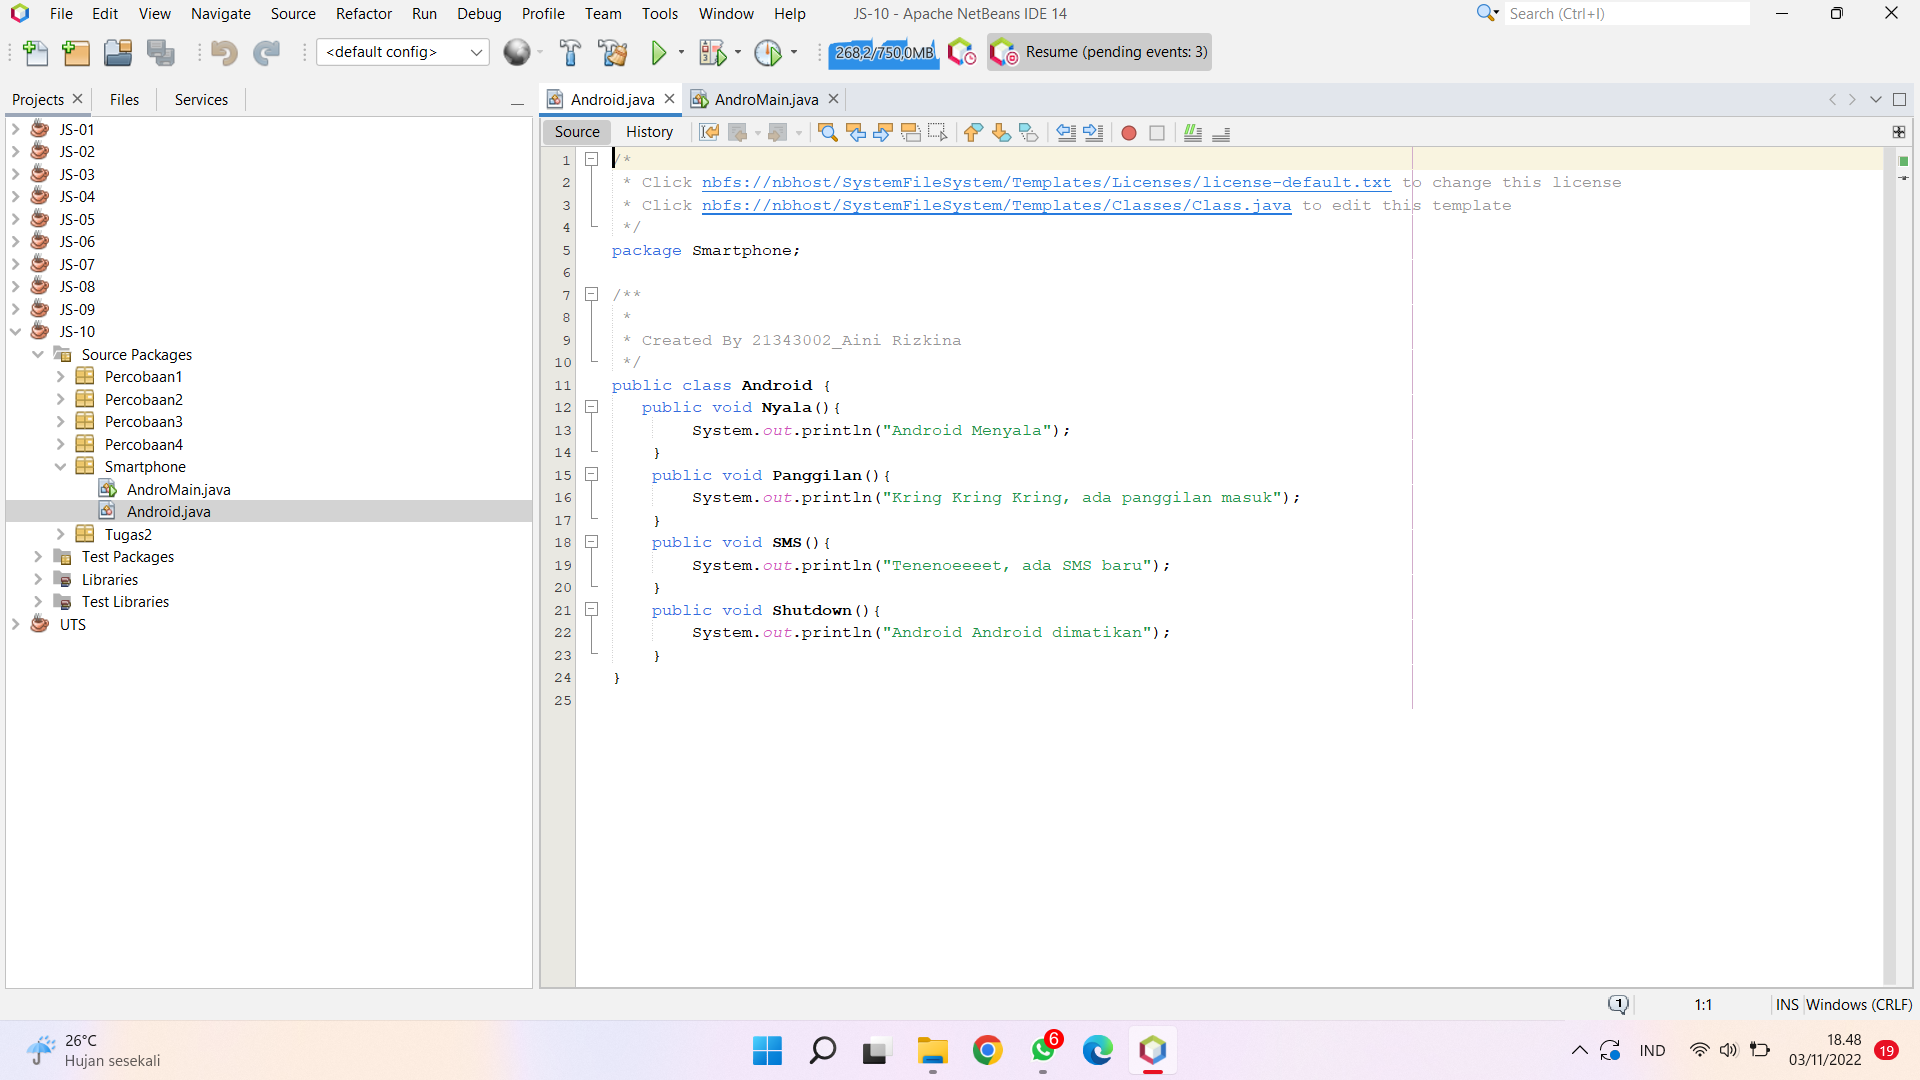 File Edit View Navigate Source Refactor Run Debug Profile Team Tools Window Help JS-10 - Apache NetBeans IDE 14 Search (Ctrl+I)
<default config> 268,2/750,0MB Resume (pending events: 3)
Projects Files Services
Android.java AndroMain.java
Source History
JS-01
JS-02
JS-03
JS-04
JS-05
JS-06
JS-07
JS-08
JS-09
JS-10
Source Packages
Percobaan1
Percobaan2
Percobaan3
Percobaan4
Smartphone
AndroMain.java
Android.java
Tugas2
Test Packages
Libraries
Test Libraries
UTS
1 /*
2 * Click nbfs://nbhost/SystemFileSystem/Templates/Licenses/license-default.txt to change this license
3 * Click nbfs://nbhost/SystemFileSystem/Templates/Classes/Class.java to edit this template
4 */
5 package Smartphone;
6
7 /**
8 *
9 * Created By 21343002_Aini Rizkina
10 */
11 public class Android {
12 public void Nyala(){
13 System.out.println("Android Menyala");
14 }
15 public void Panggilan(){
16 System.out.println("Kring Kring Kring, ada panggilan masuk");
17 }
18 public void SMS(){
19 System.out.println("Tenenoeeeet, ada SMS baru");
20 }
21 public void Shutdown(){
22 System.out.println("Android Android dimatikan");
23 }
24 }
25
1 1:1 INS Windows (CRLF)
26°C
Hujan sesekali
6
IND
18.48
03/11/2022
19